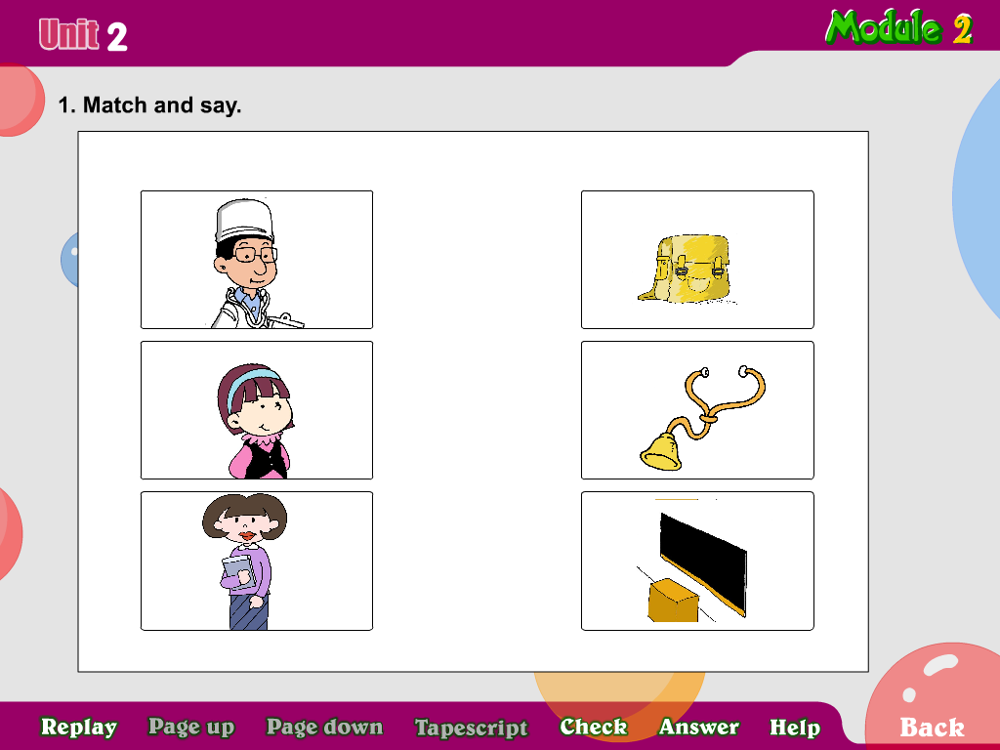 Unit 2
Module 2
1. Match and say.
Replay Page up Page down Tapescript Check Answer Help Back